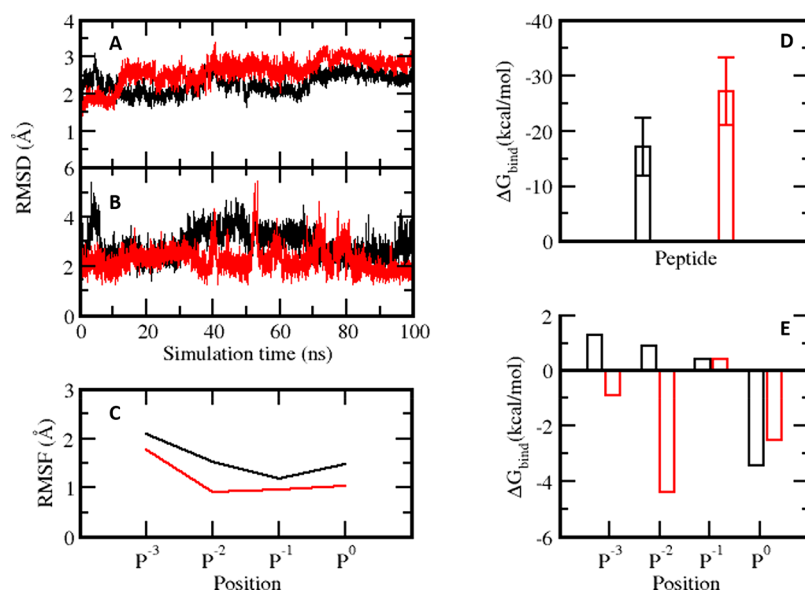 A
4
3
2
1
RMSD (Å)
B
6
4
2
0
0 20 40 60 80 100
Simulation time (ns)
C
3
2
1
0
RMSF (Å)
P-3 P-2 P-1 P0
Position
D
-40
-30
-20
-10
0
ΔGbind(kcal/mol)
Peptide
E
2
0
-2
-4
-6
ΔGbind(kcal/mol)
P-3 P-2 P-1 P0
Position